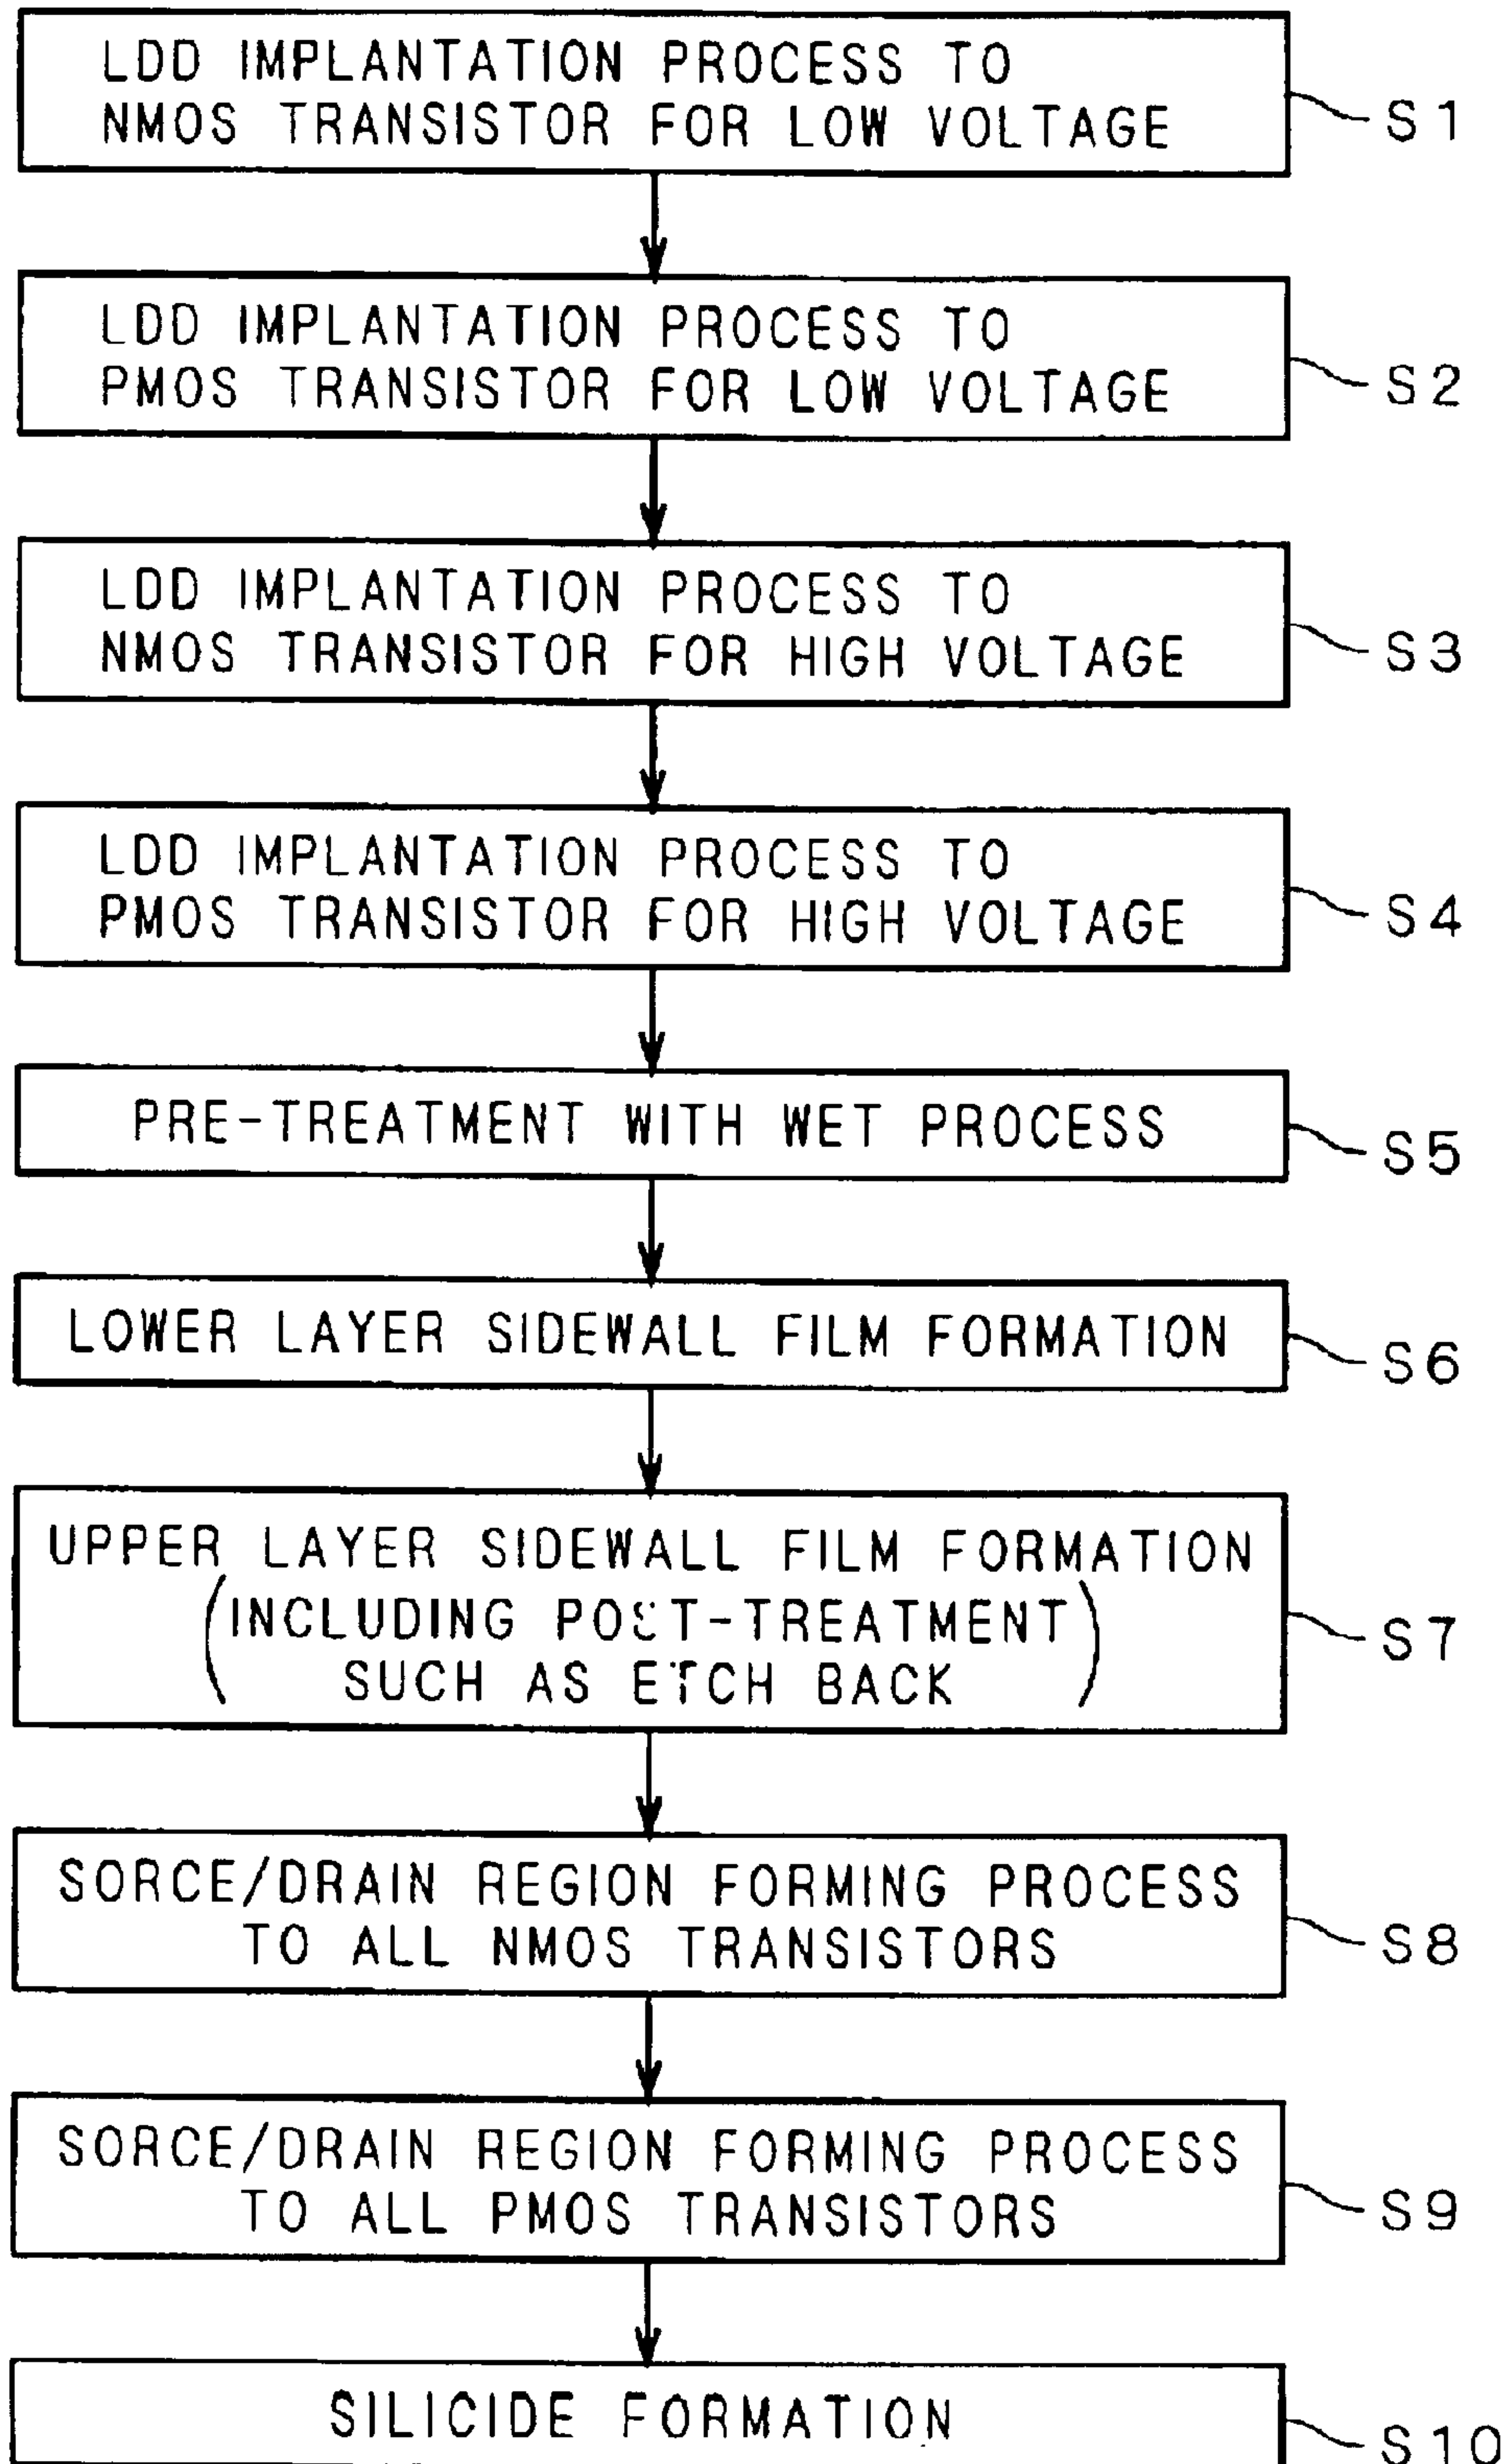 LDD IMPLANTATION PROCESS TO
NMOS TRANSISTOR FOR LOW VOLTAGE
S1
LDD IMPLANTATION PROCESS TO
PMOS TRANSISTOR FOR LOW VOLTAGE
S2
LDD IMPLANTATION PROCESS TO
NMOS TRANSISTOR FOR HIGH VOLTAGE
S3
LDD IMPLANTATION PROCESS TO
PMOS TRANSISTOR FOR HIGH VOLTAGE
S4
PRE-TREATMENT WITH WET PROCESS
S5
LOWER LAYER SIDEWALL FILM FORMATION
S6
UPPER LAYER SIDEWALL FILM FORMATION
(INCLUDING POST-TREATMENT
SUCH AS ETCH BACK)
S7
SORCE/DRAIN REGION FORMING PROCESS
TO ALL NMOS TRANSISTORS
S8
SORCE/DRAIN REGION FORMING PROCESS
TO ALL PMOS TRANSISTORS
S9
SILICIDE FORMATION
S10